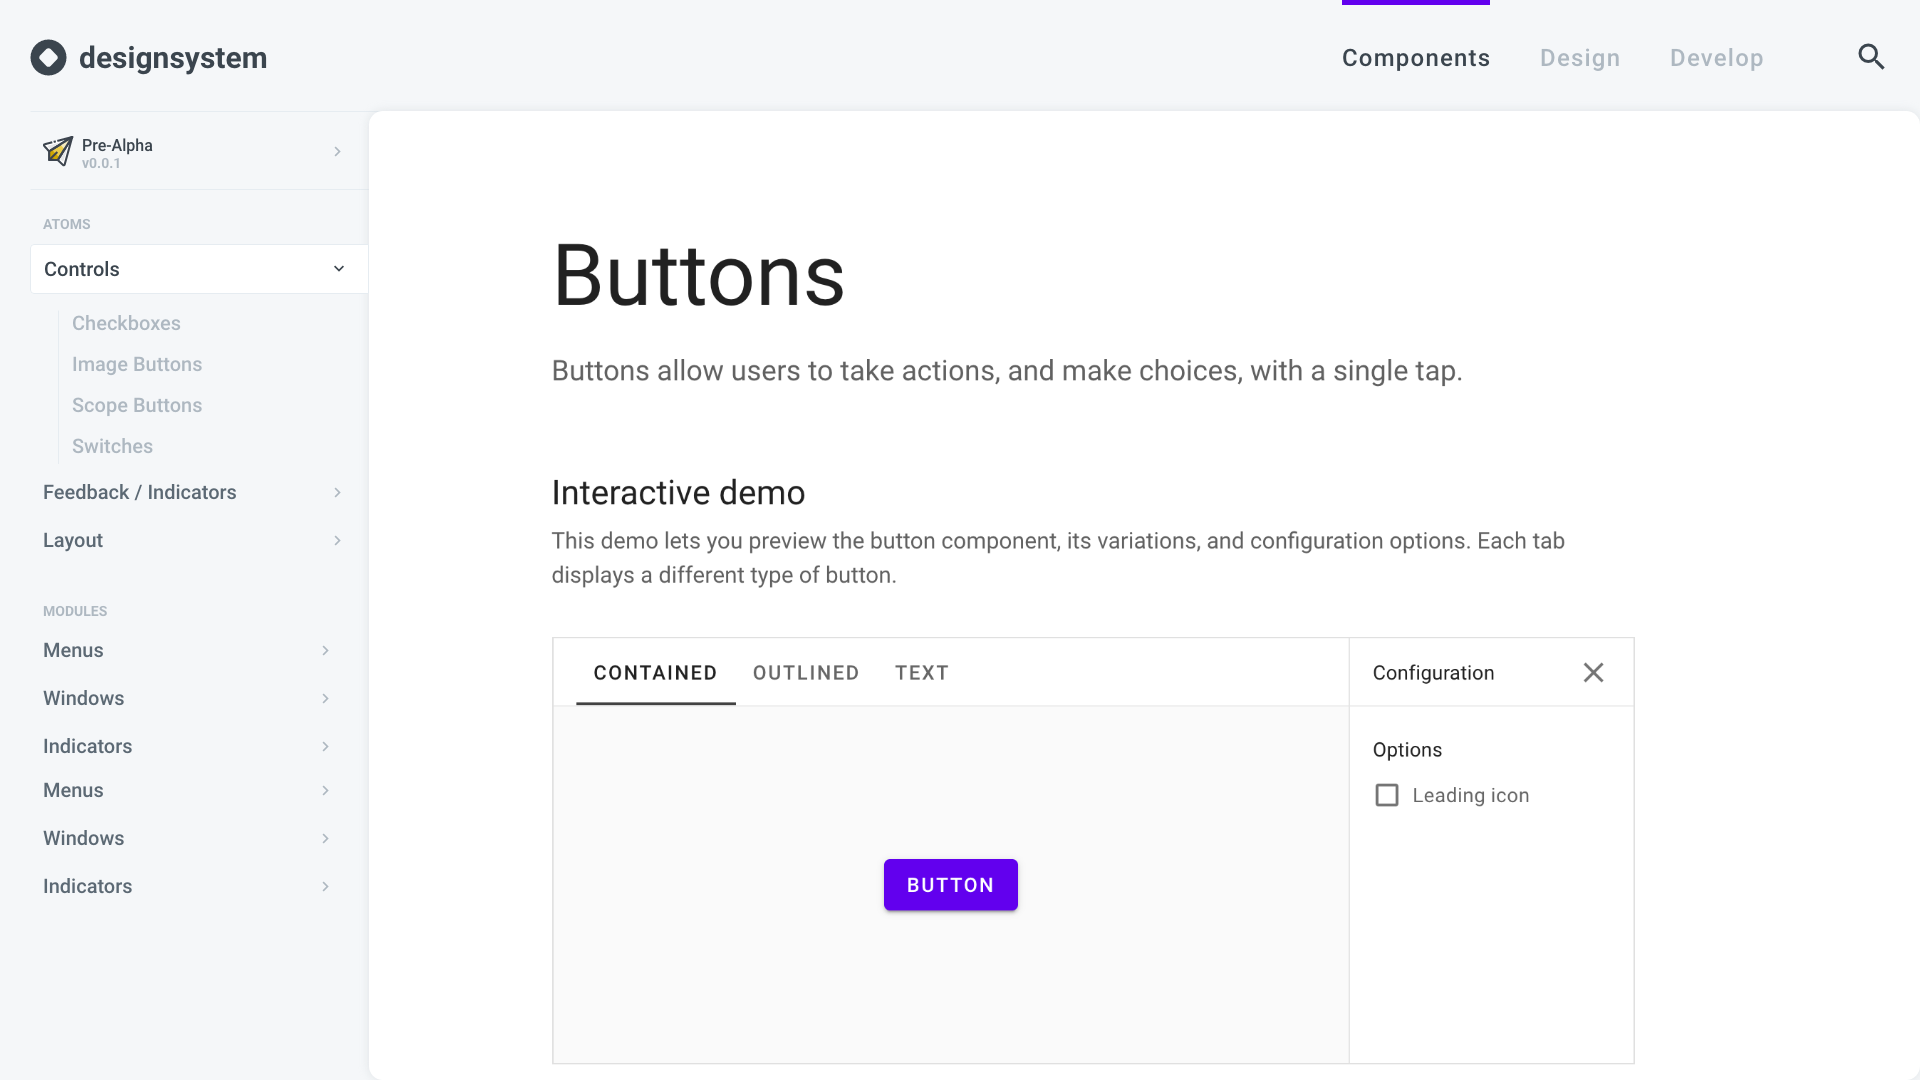 designsystem
Components
Design
Develop
Pre-Alpha
v0.0.1
ATOMS
Controls
Checkboxes
Image Buttons
Scope Buttons
Switches
Feedback / Indicators
Layout
MODULES
Menus
Windows
Indicators
Menus
Windows
Indicators
Buttons
Buttons allow users to take actions, and make choices, with a single tap.
Interactive demo
This demo lets you preview the button component, its variations, and configuration options. Each tab
displays a different type of button.
CONTAINED
OUTLINED
TEXT
Configuration
Options
Leading icon
BUTTON